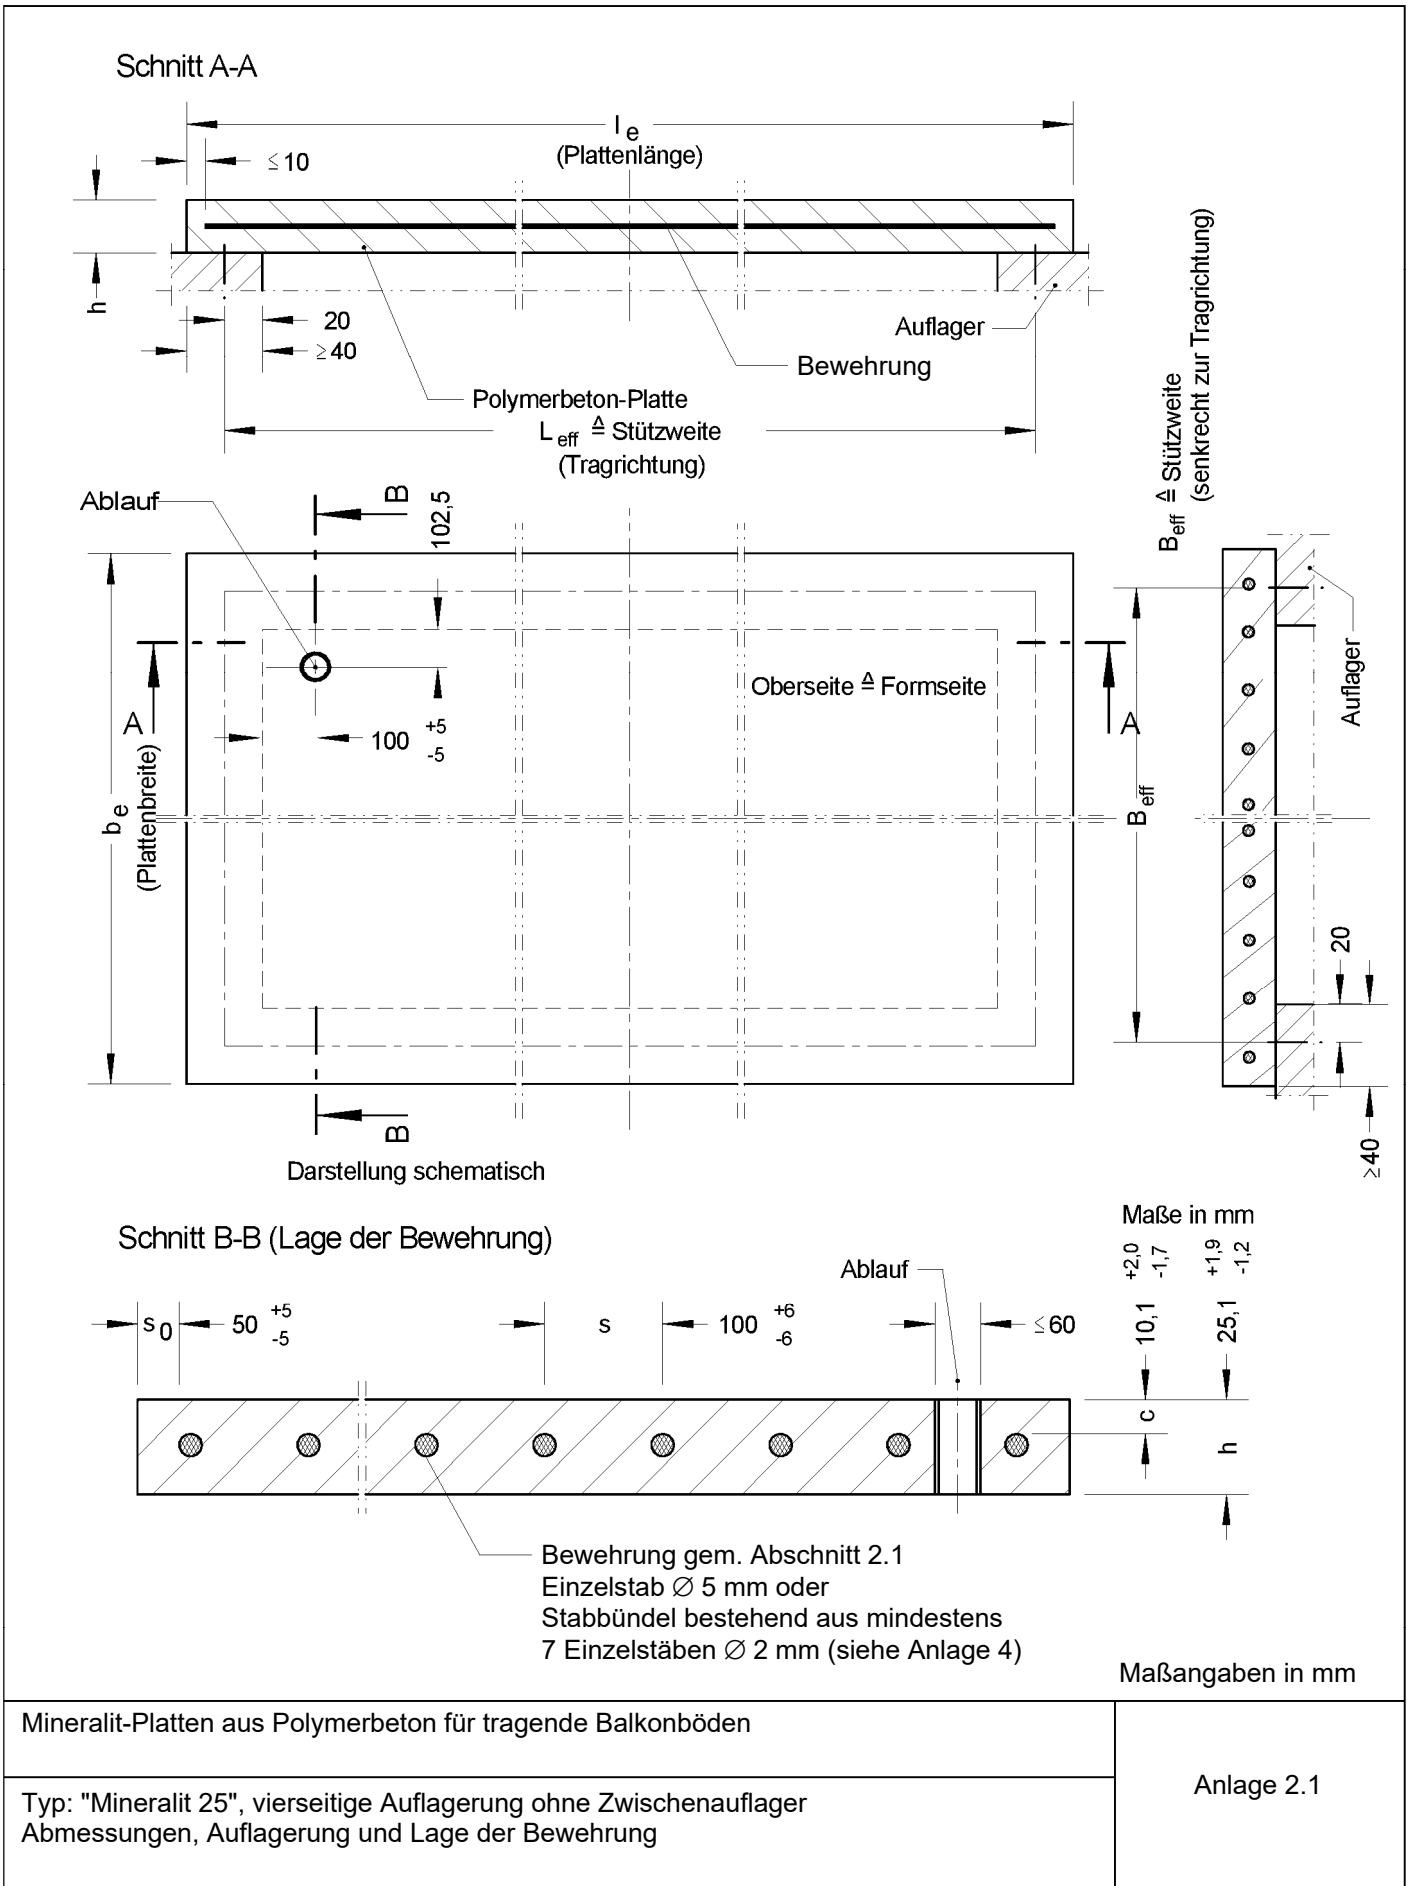 Schnitt A-A
l e
(Plattenlänge)
≤10
h
20
≥40
Auflager
Bewehrung
Polymerbeton-Platte
L eff ≙ Stützweite
(Tragrichtung)
B eff ≙ Stützweite
(senkrecht zur Tragrichtung)
Ablauf
B
102,5
Oberseite ≙ Formseite
A
A
100 +5 -5
b e
(Plattenbreite)
B eff
Auflager
20
≥40
B
Darstellung schematisch
Schnitt B-B (Lage der Bewehrung)
Maße in mm
Ablauf
s 0
50 +5 -5
s
100 +6 -6
≤60
10,1 +2,0 -1,7
25,1 +1,9 -1,2
c
h
Bewehrung gem. Abschnitt 2.1
Einzelstab ∅ 5 mm oder
Stabbündel bestehend aus mindestens
7 Einzelstäben ∅ 2 mm (siehe Anlage 4)
Maßangaben in mm
Mineralit-Platten aus Polymerbeton für tragende Balkonböden
Anlage 2.1
Typ: "Mineralit 25", vierseitige Auflagerung ohne Zwischenauflager
Abmessungen, Auflagerung und Lage der Bewehrung